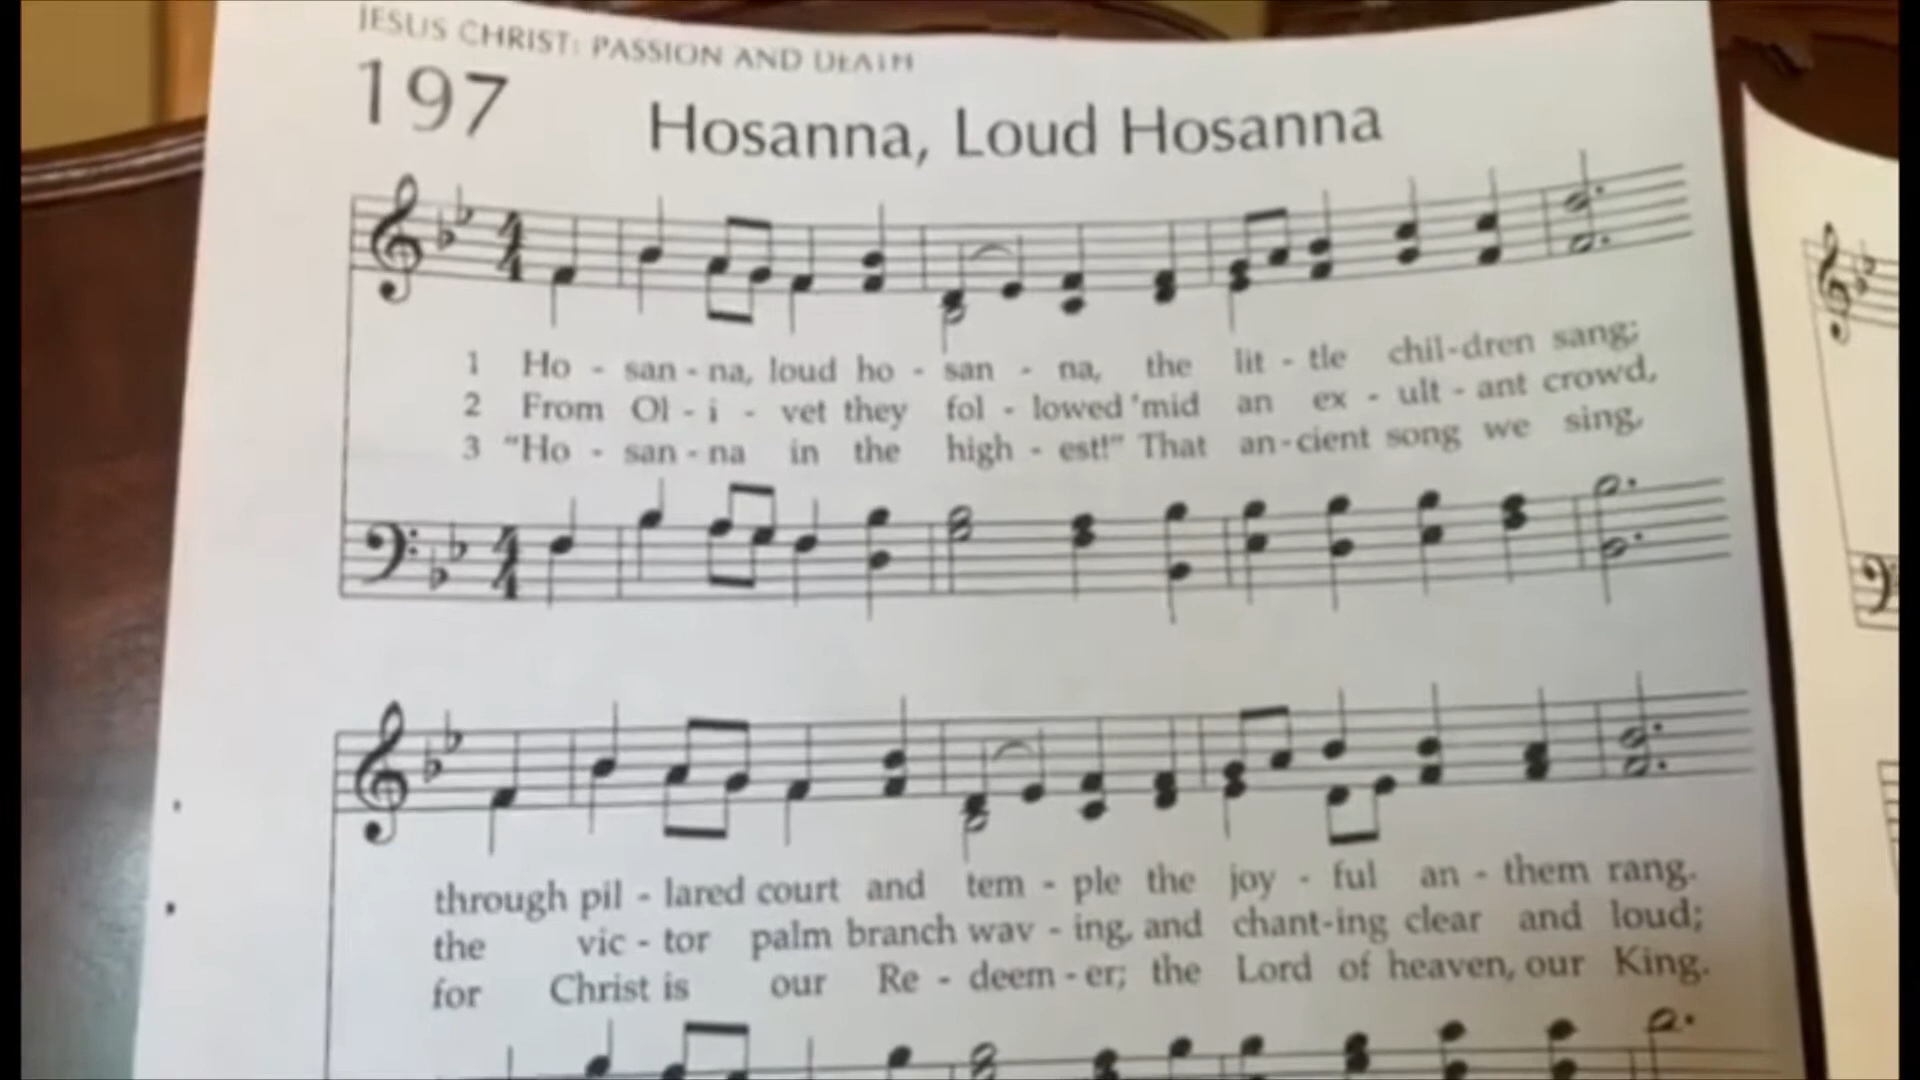 JESUS CHRIST: PASSION AND DEATH
197
Hosanna, Loud Hosanna
1 Ho - san - na, loud ho - san - na, the lit - tle chil-dren sang;
2 From Ol - i - vet they fol - lowed 'mid an ex - ult - ant crowd,
3 “Ho - san - na in the high - est!” That an-cient song we sing,
through pil - lared court and tem - ple the joy - ful an - them rang.
the vic - tor palm branch wav - ing, and chant-ing clear and loud;
for Christ is our Re - deem - er; the Lord of heaven, our King.